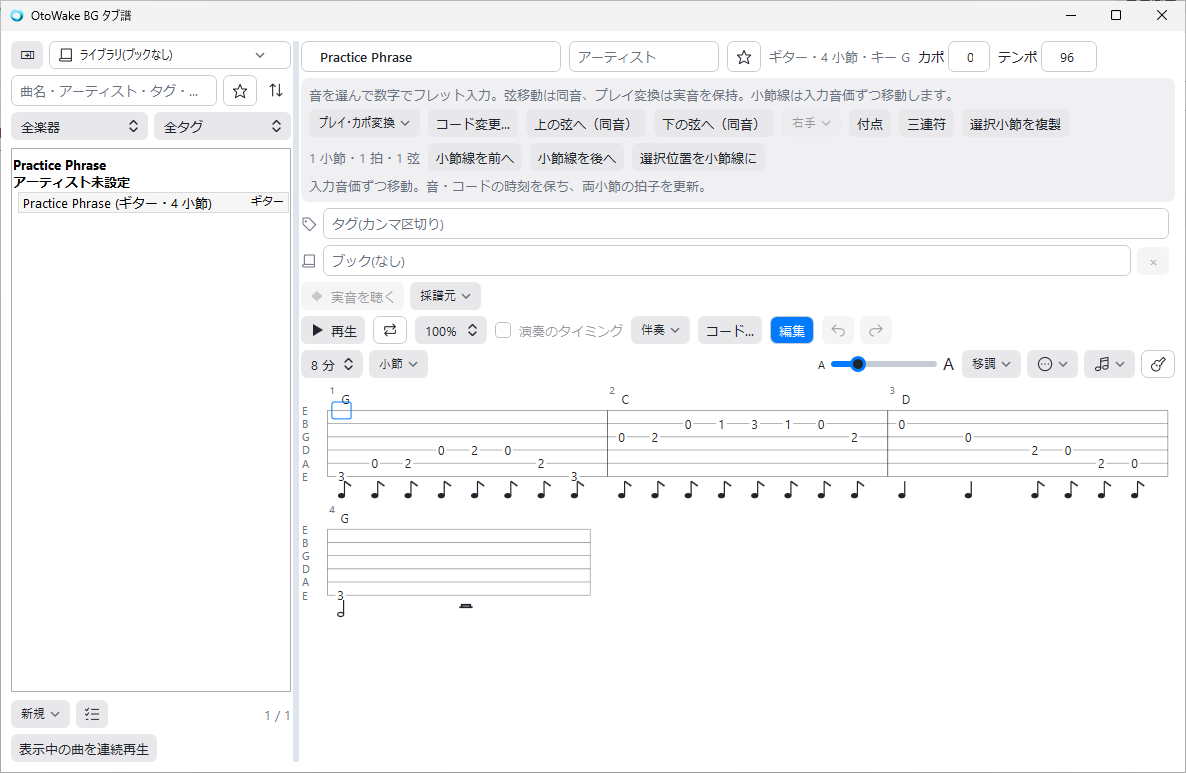 OtoWake BG タブ譜
ライブラリ(ブックなし)
曲名・アーティスト・タグ・...
全楽器 全タグ
Practice Phrase
アーティスト未設定
Practice Phrase (ギター・4 小節) ギター
新規 1 / 1
表示中の曲を連続再生
Practice Phrase アーティスト ギター・4 小節・キー G カポ 0 テンポ 96
音を選んで数字でフレット入力。弦移動は同音、プレイ変換は実音を保持。小節線は入力音価ずつ移動します。
プレイ・カポ変換 コード変更... 上の弦へ（同音） 下の弦へ（同音） 右手 付点 三連符 選択小節を複製
1 小節・1 拍・1 弦 小節線を前へ 小節線を後へ 選択位置を小節線に
入力音価ずつ移動。音・コードの時刻を保ち、両小節の拍子を更新。
タグ(カンマ区切り)
ブック(なし) ×
実音を聴く 採譜元
再生 100% 演奏のタイミング 伴奏 コード... 編集
8 分 小節 A A 移調
1 2 3
G C D
E
B 0 1 3 1 0 0
G 0 2 2 0
D 0 2 0 2 0
A 0 2 2 2 0
E 3 3
4
G
E
B
G
D
A
E 3